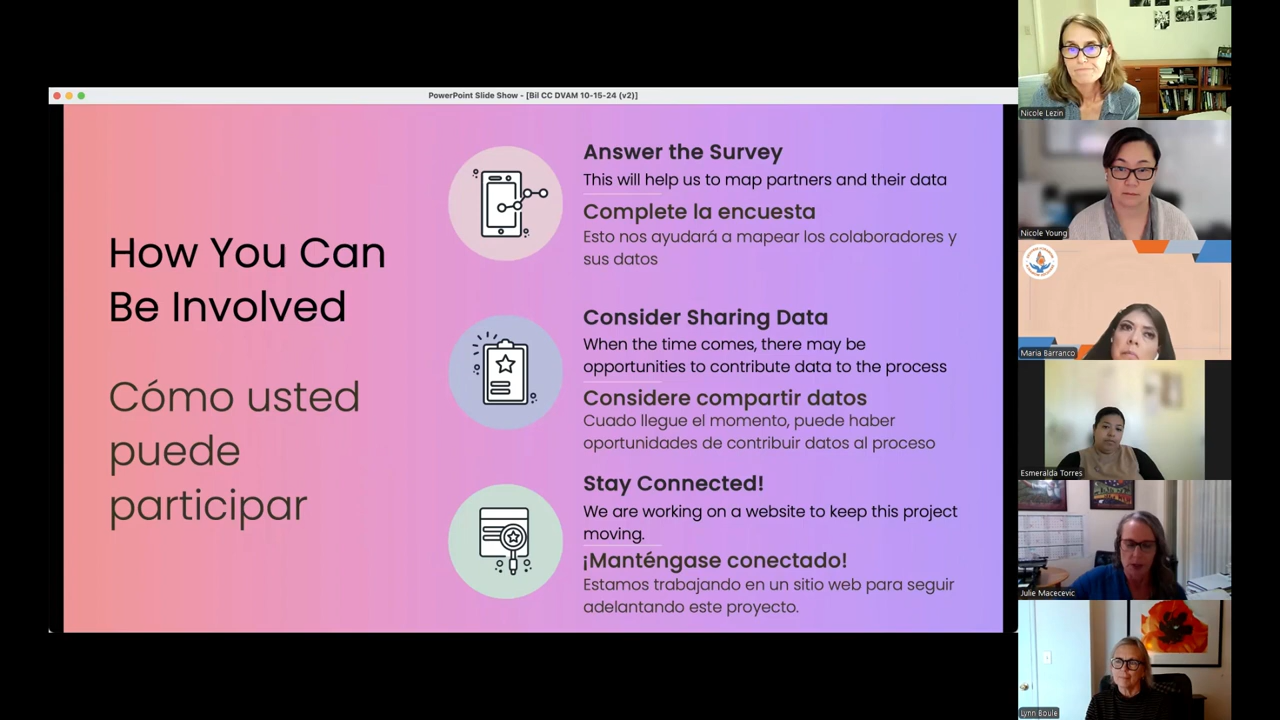 PowerPoint Slide Show - [Bil CC DVAM 10-15-24 (v2)]
How You Can
Be Involved
Cómo usted
puede
participar
Answer the Survey
This will help us to map partners and their data
Complete la encuesta
Esto nos ayudará a mapear los colaboradores y
sus datos
Consider Sharing Data
When the time comes, there may be
opportunities to contribute data to the process
Considere compartir datos
Cuado llegue el momento, puede haber
oportunidades de contribuir datos al proceso
Stay Connected!
We are working on a website to keep this project
moving.
¡Manténgase conectado!
Estamos trabajando en un sitio web para seguir
adelantando este proyecto.
Nicole Lezin
Nicole Young
Maria Barranco
Esmeralda Torres
Julie Macecevic
Lynn Boule